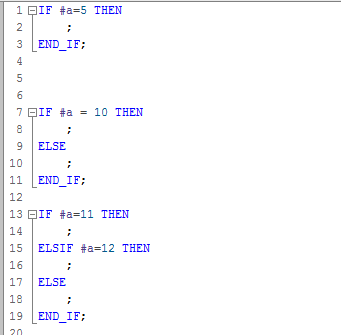 1 IF #a=5 THEN
2 ;
3 END_IF;
4
5
6
7 IF #a = 10 THEN
8 ;
9 ELSE
10 ;
11 END_IF;
12
13 IF #a=11 THEN
14 ;
15 ELSIF #a=12 THEN
16 ;
17 ELSE
18 ;
19 END_IF;
20